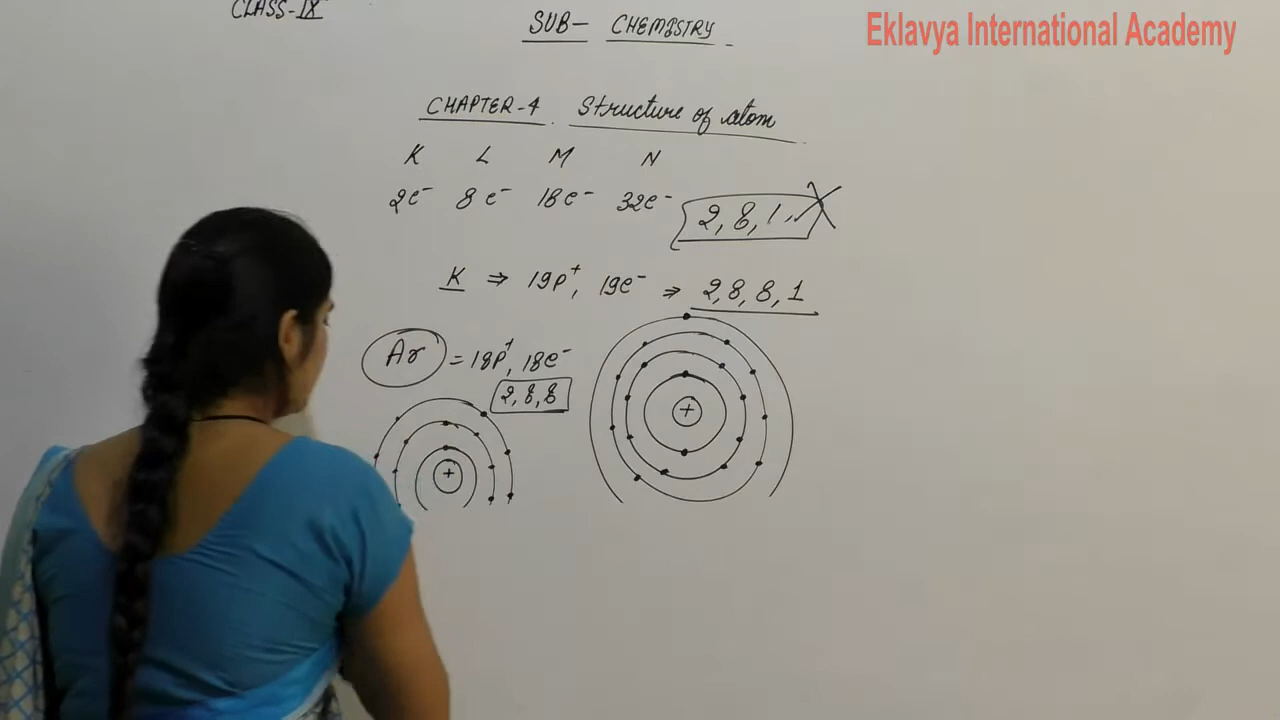 CLASS-IX
SUB- CHEMISTRY
Eklavya International Academy
CHAPTER-4. Structure of atom
K L M N
2e⁻ 8e⁻ 18e⁻ 32e⁻
2, 8, 1,
K ⇒ 19p⁺, 19e⁻ ⇒ 2, 8, 8, 1
Ar = 18p⁺, 18e⁻
2, 8, 8
+
+